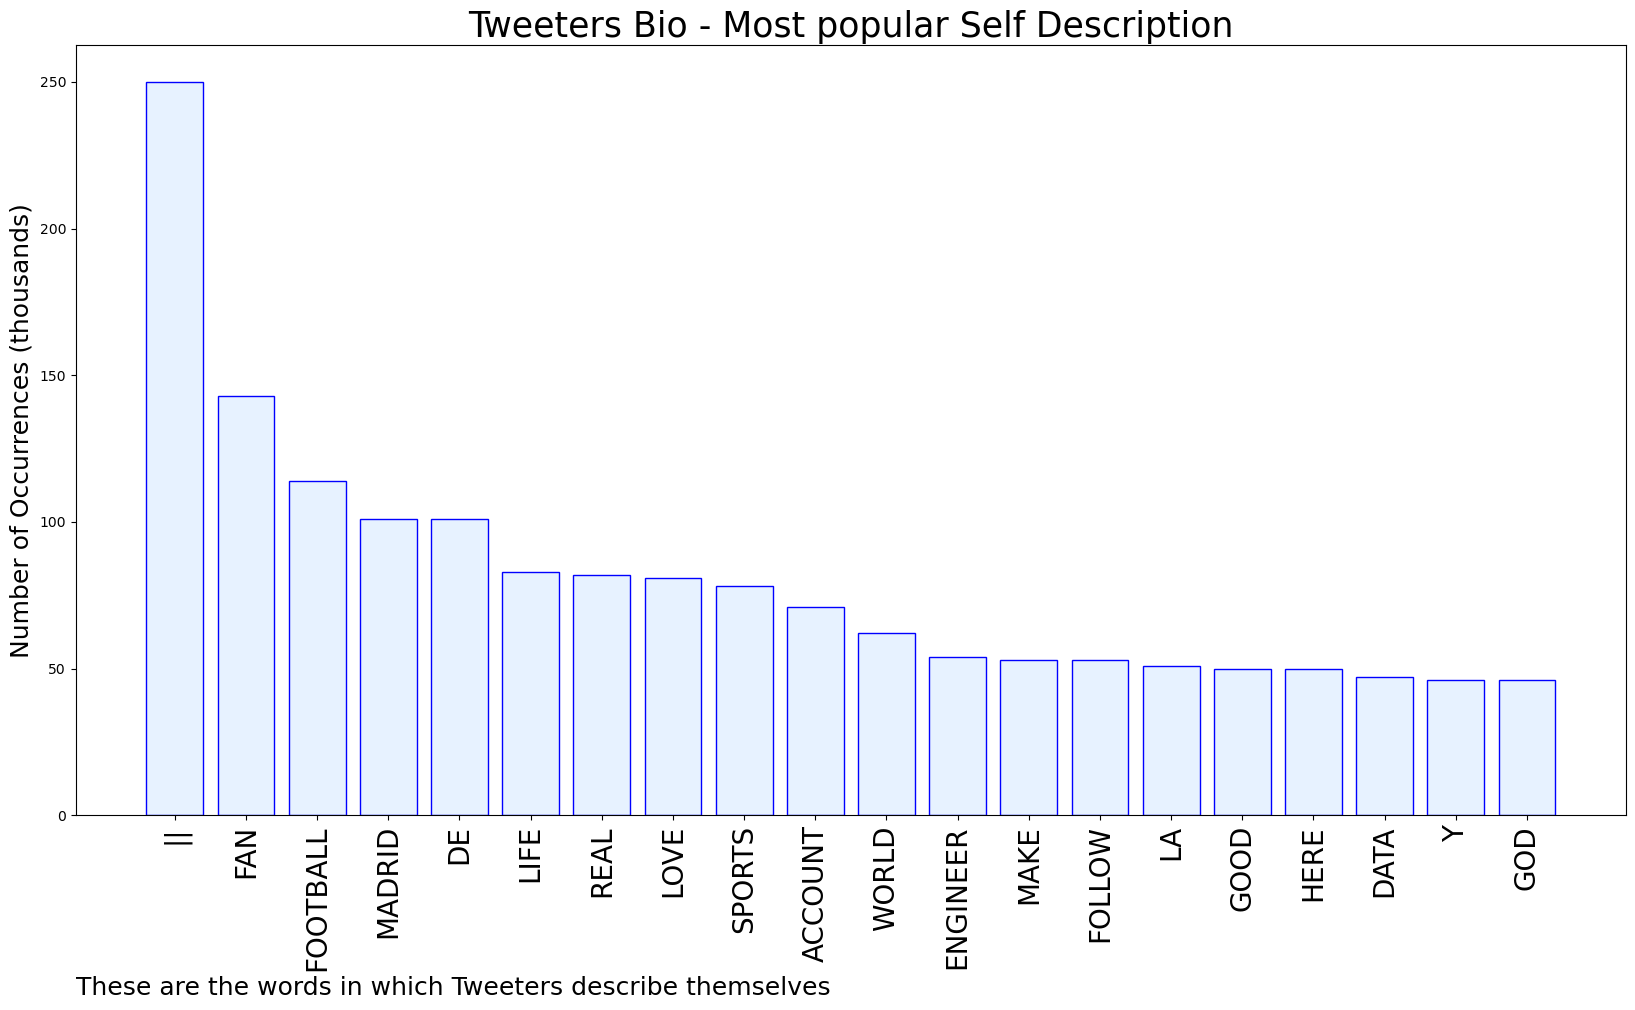 Tweeters Bio - Most popular Self Description
Number of Occurrences (thousands)
250
200
150
100
50
0
||
FAN
FOOTBALL
MADRID
DE
LIFE
REAL
LOVE
SPORTS
ACCOUNT
WORLD
ENGINEER
MAKE
FOLLOW
LA
GOOD
HERE
DATA
Y
GOD
These are the words in which Tweeters describe themselves